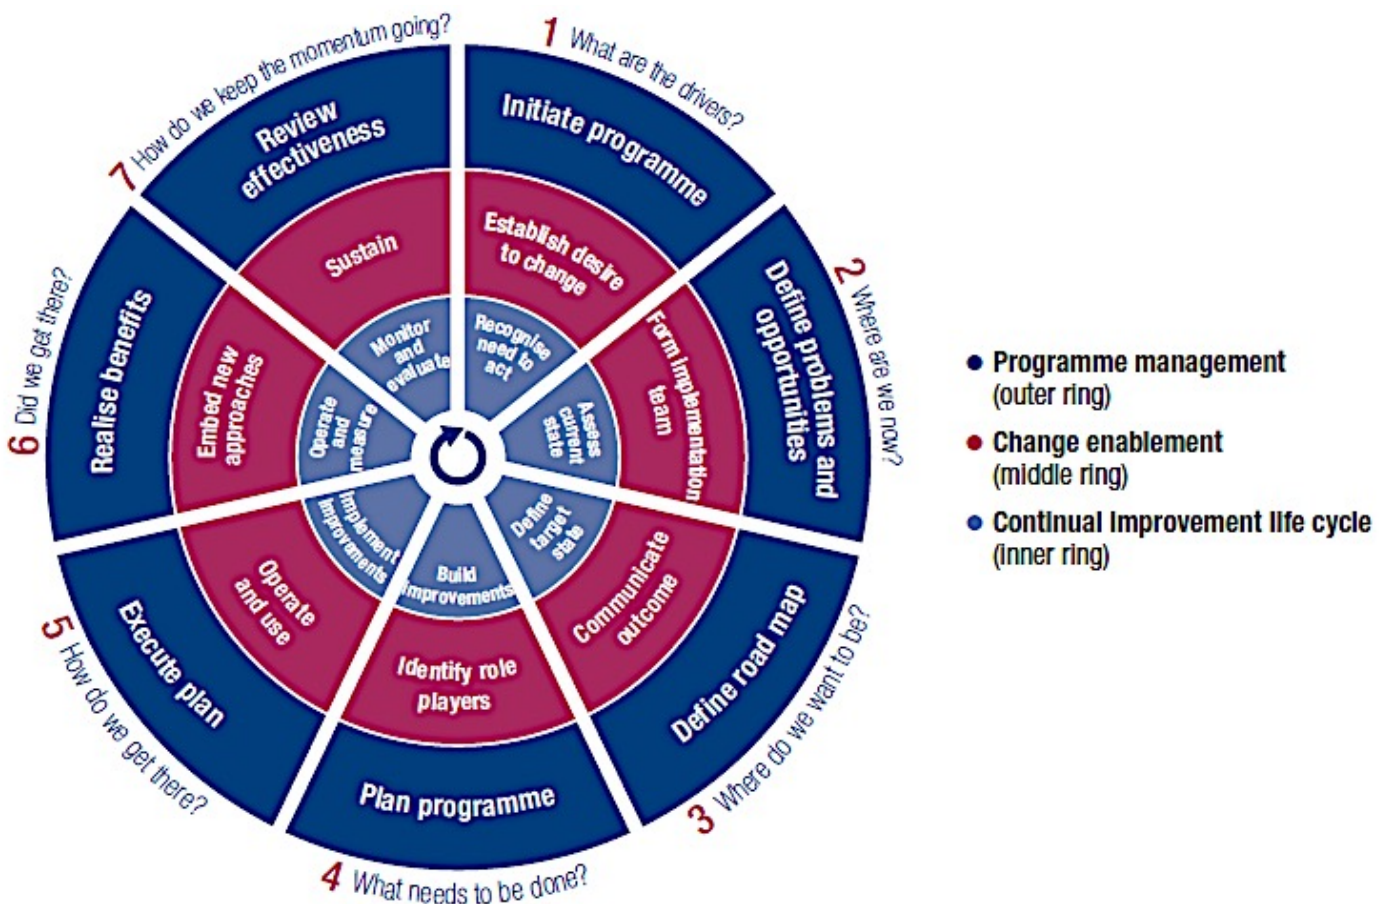 1 What are the drivers?
Initiate programme
Establish desire
to change
Recognise
need to
act
2 Where are we now?
Define problems and
opportunities
Form implementation
team
Assess
current
state
3 Where do we want to be?
Define road map
Communicate
outcome
Define
target
state
4 What needs to be done?
Plan programme
Identify role
players
Build
improvements
5 How do we get there?
Execute plan
Operate
and use
Implement
improvements
6 Did we get there?
Realise benefits
Embed new
approaches
Operate
and
measure
7 How do we keep the momentum going?
Review
effectiveness
Sustain
Monitor
and
evaluate
Programme management
(outer ring)
Change enablement
(middle ring)
Continual improvement life cycle
(inner ring)